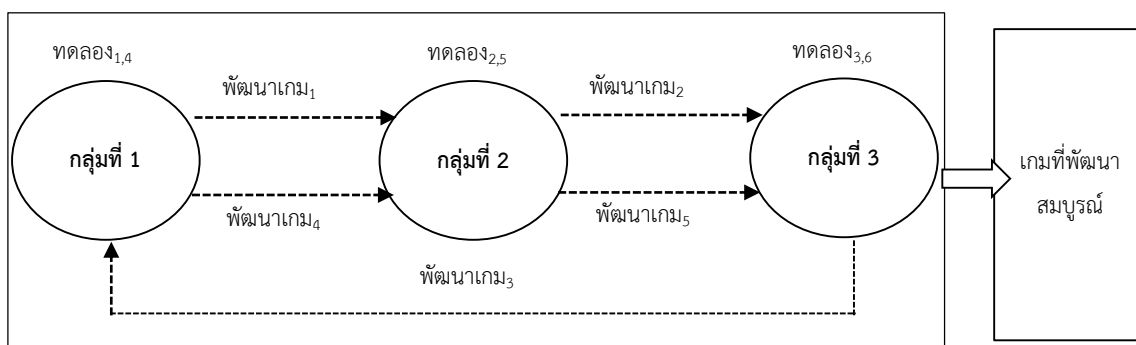 ทดลอง1,4
ทดลอง2,5
ทดลอง3,6
พัฒนาเกม1
พัฒนาเกม2
กลุ่มที่ 1
กลุ่มที่ 2
กลุ่มที่ 3
เกมที่พัฒนา
สมบูรณ์
พัฒนาเกม4
พัฒนาเกม5
พัฒนาเกม3